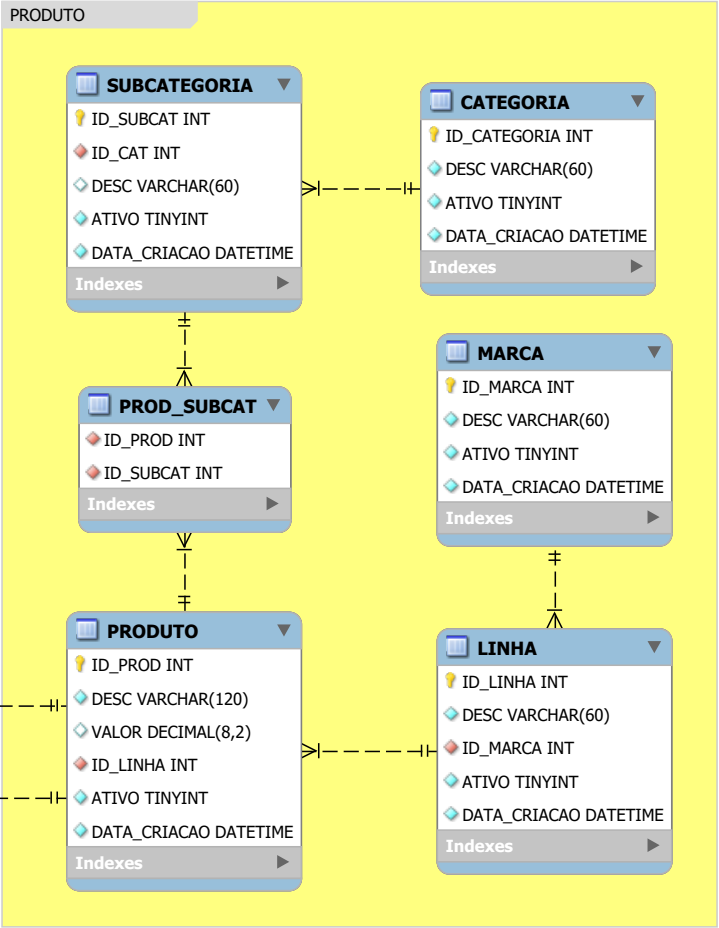 PRODUTO
SUBCATEGORIA
ID_SUBCAT INT
ID_CAT INT
DESC VARCHAR(60)
ATIVO TINYINT
DATA_CRIACAO DATETIME
Indexes
CATEGORIA
ID_CATEGORIA INT
DESC VARCHAR(60)
ATIVO TINYINT
DATA_CRIACAO DATETIME
Indexes
MARCA
ID_MARCA INT
DESC VARCHAR(60)
ATIVO TINYINT
DATA_CRIACAO DATETIME
Indexes
PROD_SUBCAT
ID_PROD INT
ID_SUBCAT INT
Indexes
PRODUTO
ID_PROD INT
DESC VARCHAR(120)
VALOR DECIMAL(8,2)
ID_LINHA INT
ATIVO TINYINT
DATA_CRIACAO DATETIME
Indexes
LINHA
ID_LINHA INT
DESC VARCHAR(60)
ID_MARCA INT
ATIVO TINYINT
DATA_CRIACAO DATETIME
Indexes